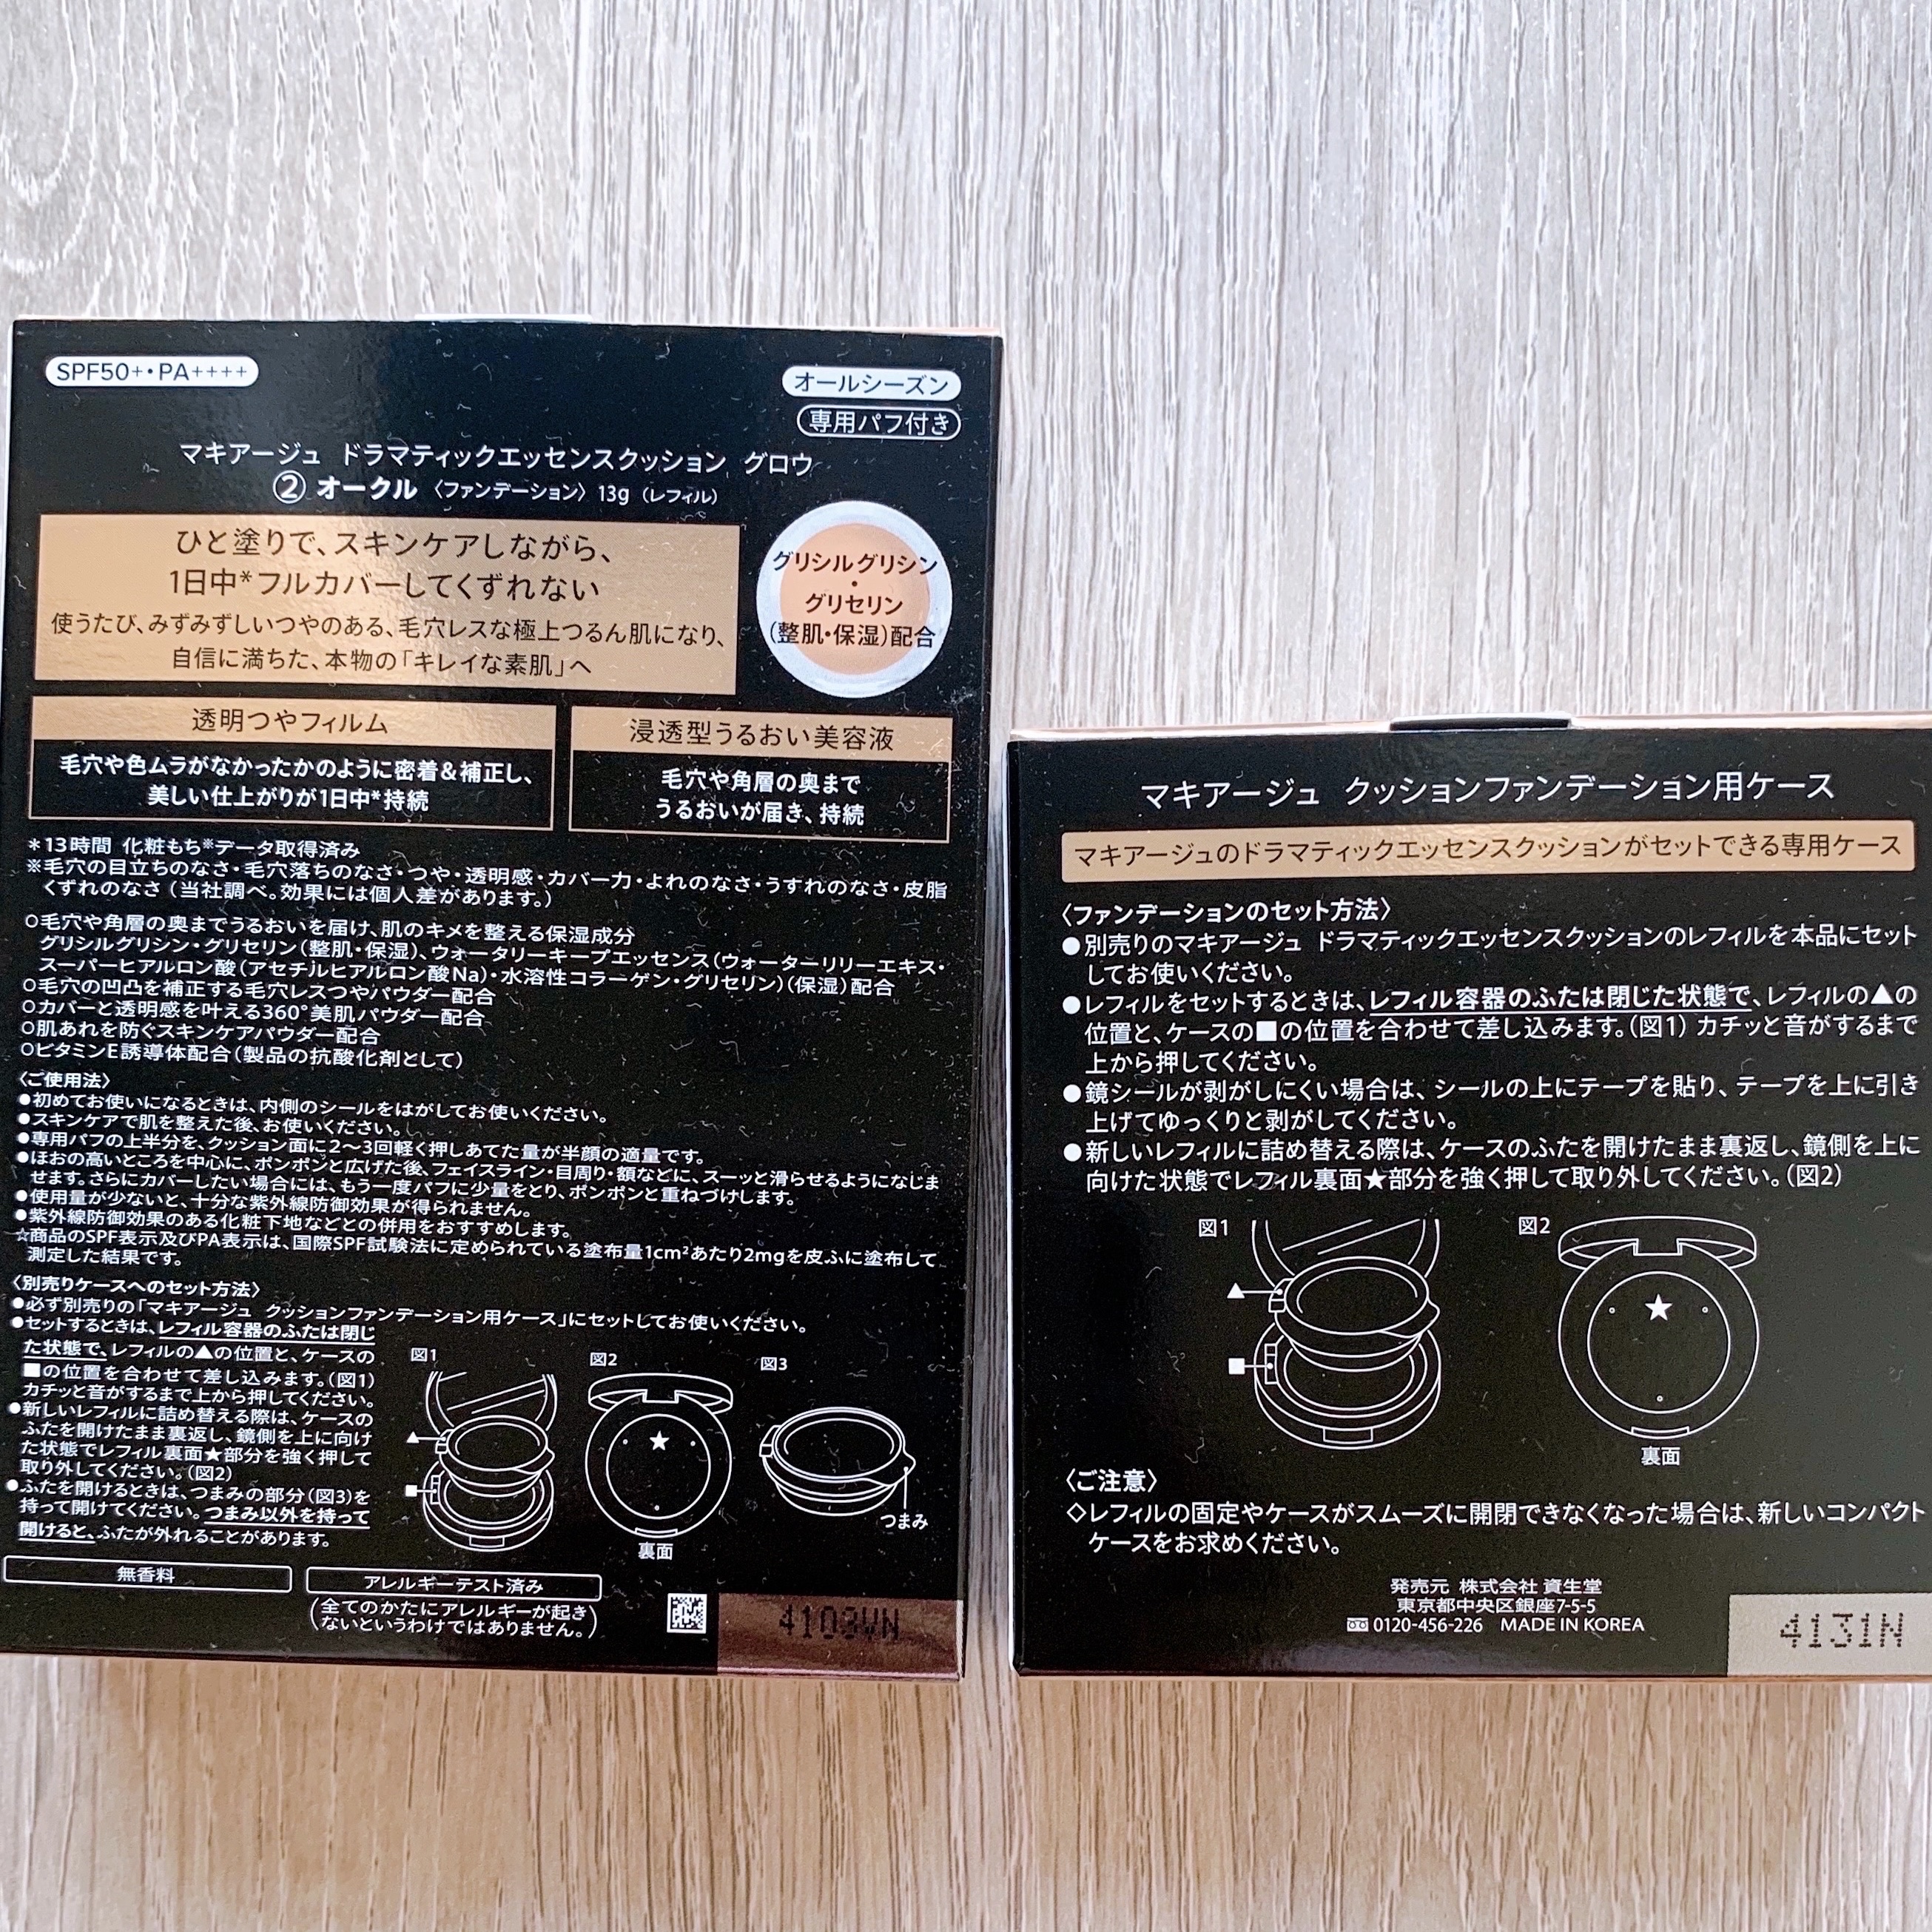 SPF50+・PA++++
オールシーズン
専用パフ付き
マキアージュ ドラマティックエッセンスクッション グロウ
② オークル 〈ファンデーション〉 13g (レフィル)
ひと塗りで、スキンケアしながら、
1日中*フルカバーしてくずれない
使うたび、みずみずしいつやのある、毛穴レスな極上つるん肌になり、
自信に満ちた、本物の「キレイな素肌」へ
グリシルグリシン
・
グリセリン
(整肌・保湿)配合
透明つやフィルム
毛穴や色ムラがなかったかのように密着&補正し、
美しい仕上がりが1日中*持続
浸透型うるおい美容液
毛穴や角層の奥まで
うるおいが届き、持続
*13時間 化粧もち※データ取得済み
※毛穴の目立ちのなさ・毛穴落ちのなさ・つや・透明感・カバー力・よれのなさ・うすれのなさ・皮脂
くずれのなさ (当社調べ。効果には個人差があります。)
○毛穴や角層の奥までうるおいを届け、肌のキメを整える保湿成分
グリシルグリシン・グリセリン(整肌・保湿)、ウォータリーキープエッセンス(ウォーターリリーエキス・
スーパーヒアルロン酸(アセチルヒアルロン酸Na)・水溶性コラーゲン・グリセリン)(保湿)配合
○毛穴の凹凸を補正する毛穴レスつやパウダー配合
○カバーと透明感を叶える360°美肌パウダー配合
○肌あれを防ぐスキンケアパウダー配合
○ビタミンE誘導体配合(製品の抗酸化剤として)
〈ご使用法〉
●初めてお使いになるときは、内側のシールをはがしてお使いください。
●スキンケアで肌を整えた後、お使いください。
●専用パフの上半分を、クッション面に2〜3回軽く押しあてた量が半顔の適量です。
●ほおの高いところを中心に、ポンポンと広げた後、フェイスライン・目周り・額などに、スーッと滑らせるようになじま
せます。さらにカバーしたい場合には、もう一度パフに少量をとり、ポンポンと重ねづけします。
●使用量が少ないと、十分な紫外線防御効果が得られません。
●紫外線防御効果のある化粧下地などとの併用をおすすめします。
☆商品のSPF表示及びPA表示は、国際SPF試験法に定められている塗布量1cm²あたり2mgを皮ふに塗布して
測定した結果です。
〈別売りケースへのセット方法〉
●必ず別売りの「マキアージュ クッションファンデーション用ケース」にセットしてお使いください。
●セットするときは、レフィル容器のふたは閉じ
た状態で、レフィルの▲の位置と、ケースの
■の位置を合わせて差し込みます。(図1)
カチッと音がするまで上から押してください。
●新しいレフィルに詰め替える際は、ケースの
ふたを開けたまま裏返し、鏡側を上に向け
た状態でレフィル裏面★部分を強く押して
取り外してください。(図2)
●ふたを開けるときは、つまみの部分(図3)を
持って開けてください。つまみ以外を持って
開けると、ふたが外れることがあります。
図1
▲
■
図2
★
裏面
図3
つまみ
無香料
アレルギーテスト済み
(全てのかたにアレルギーが起き
ないというわけではありません。)
4108VN
マキアージュ クッションファンデーション用ケース
マキアージュのドラマティックエッセンスクッションがセットできる専用ケース
〈ファンデーションのセット方法〉
●別売りのマキアージュ ドラマティックエッセンスクッションのレフィルを本品にセット
してお使いください。
●レフィルをセットするときは、レフィル容器のふたは閉じた状態で、レフィルの▲の
位置と、ケースの■の位置を合わせて差し込みます。(図1) カチッと音がするまで
上から押してください。
●鏡シールが剥がしにくい場合は、シールの上にテープを貼り、テープを上に引き
上げてゆっくりと剥がしてください。
●新しいレフィルに詰め替える際は、ケースのふたを開けたまま裏返し、鏡側を上に
向けた状態でレフィル裏面★部分を強く押して取り外してください。(図2)
図1
▲
■
図2
★
裏面
〈ご注意〉
◇レフィルの固定やケースがスムーズに開閉できなくなった場合は、新しいコンパクト
ケースをお求めください。
発売元 株式会社 資生堂
東京都中央区銀座7-5-5
0120-456-226 MADE IN KOREA
4131N